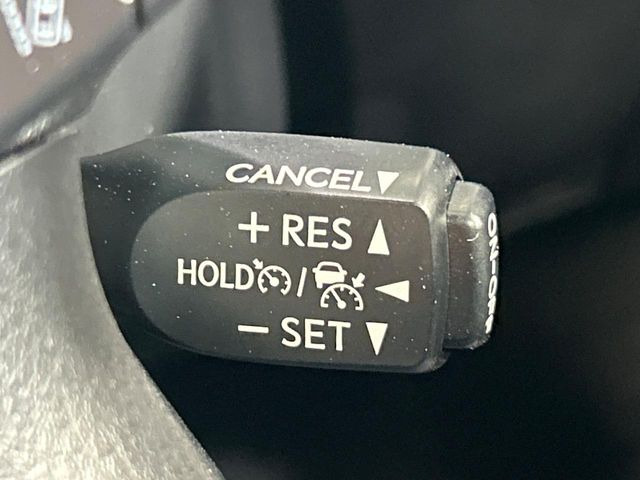 CANCEL▼
+ RES ▲
HOLD / ◀
− SET ▼
ON-OFF